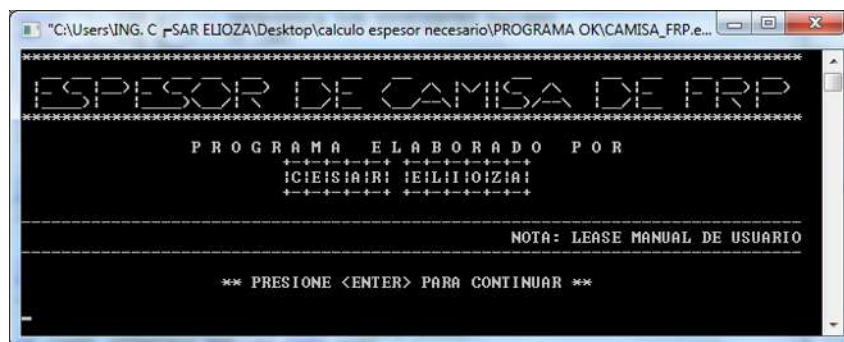 "C:\Users\ING. C┌SAR ELIOZA\Desktop\calculo espesor necesario\PROGRAMA OK\CAMISA_FRP.e...
ESPESOR DE CAMISA DE FRP
P R O G R A M A   E L A B O R A D O   P O R
|C|E|S|A|R| |E|L|I|O|Z|A|
NOTA: LEASE MANUAL DE USUARIO
** PRESIONE <ENTER> PARA CONTINUAR **